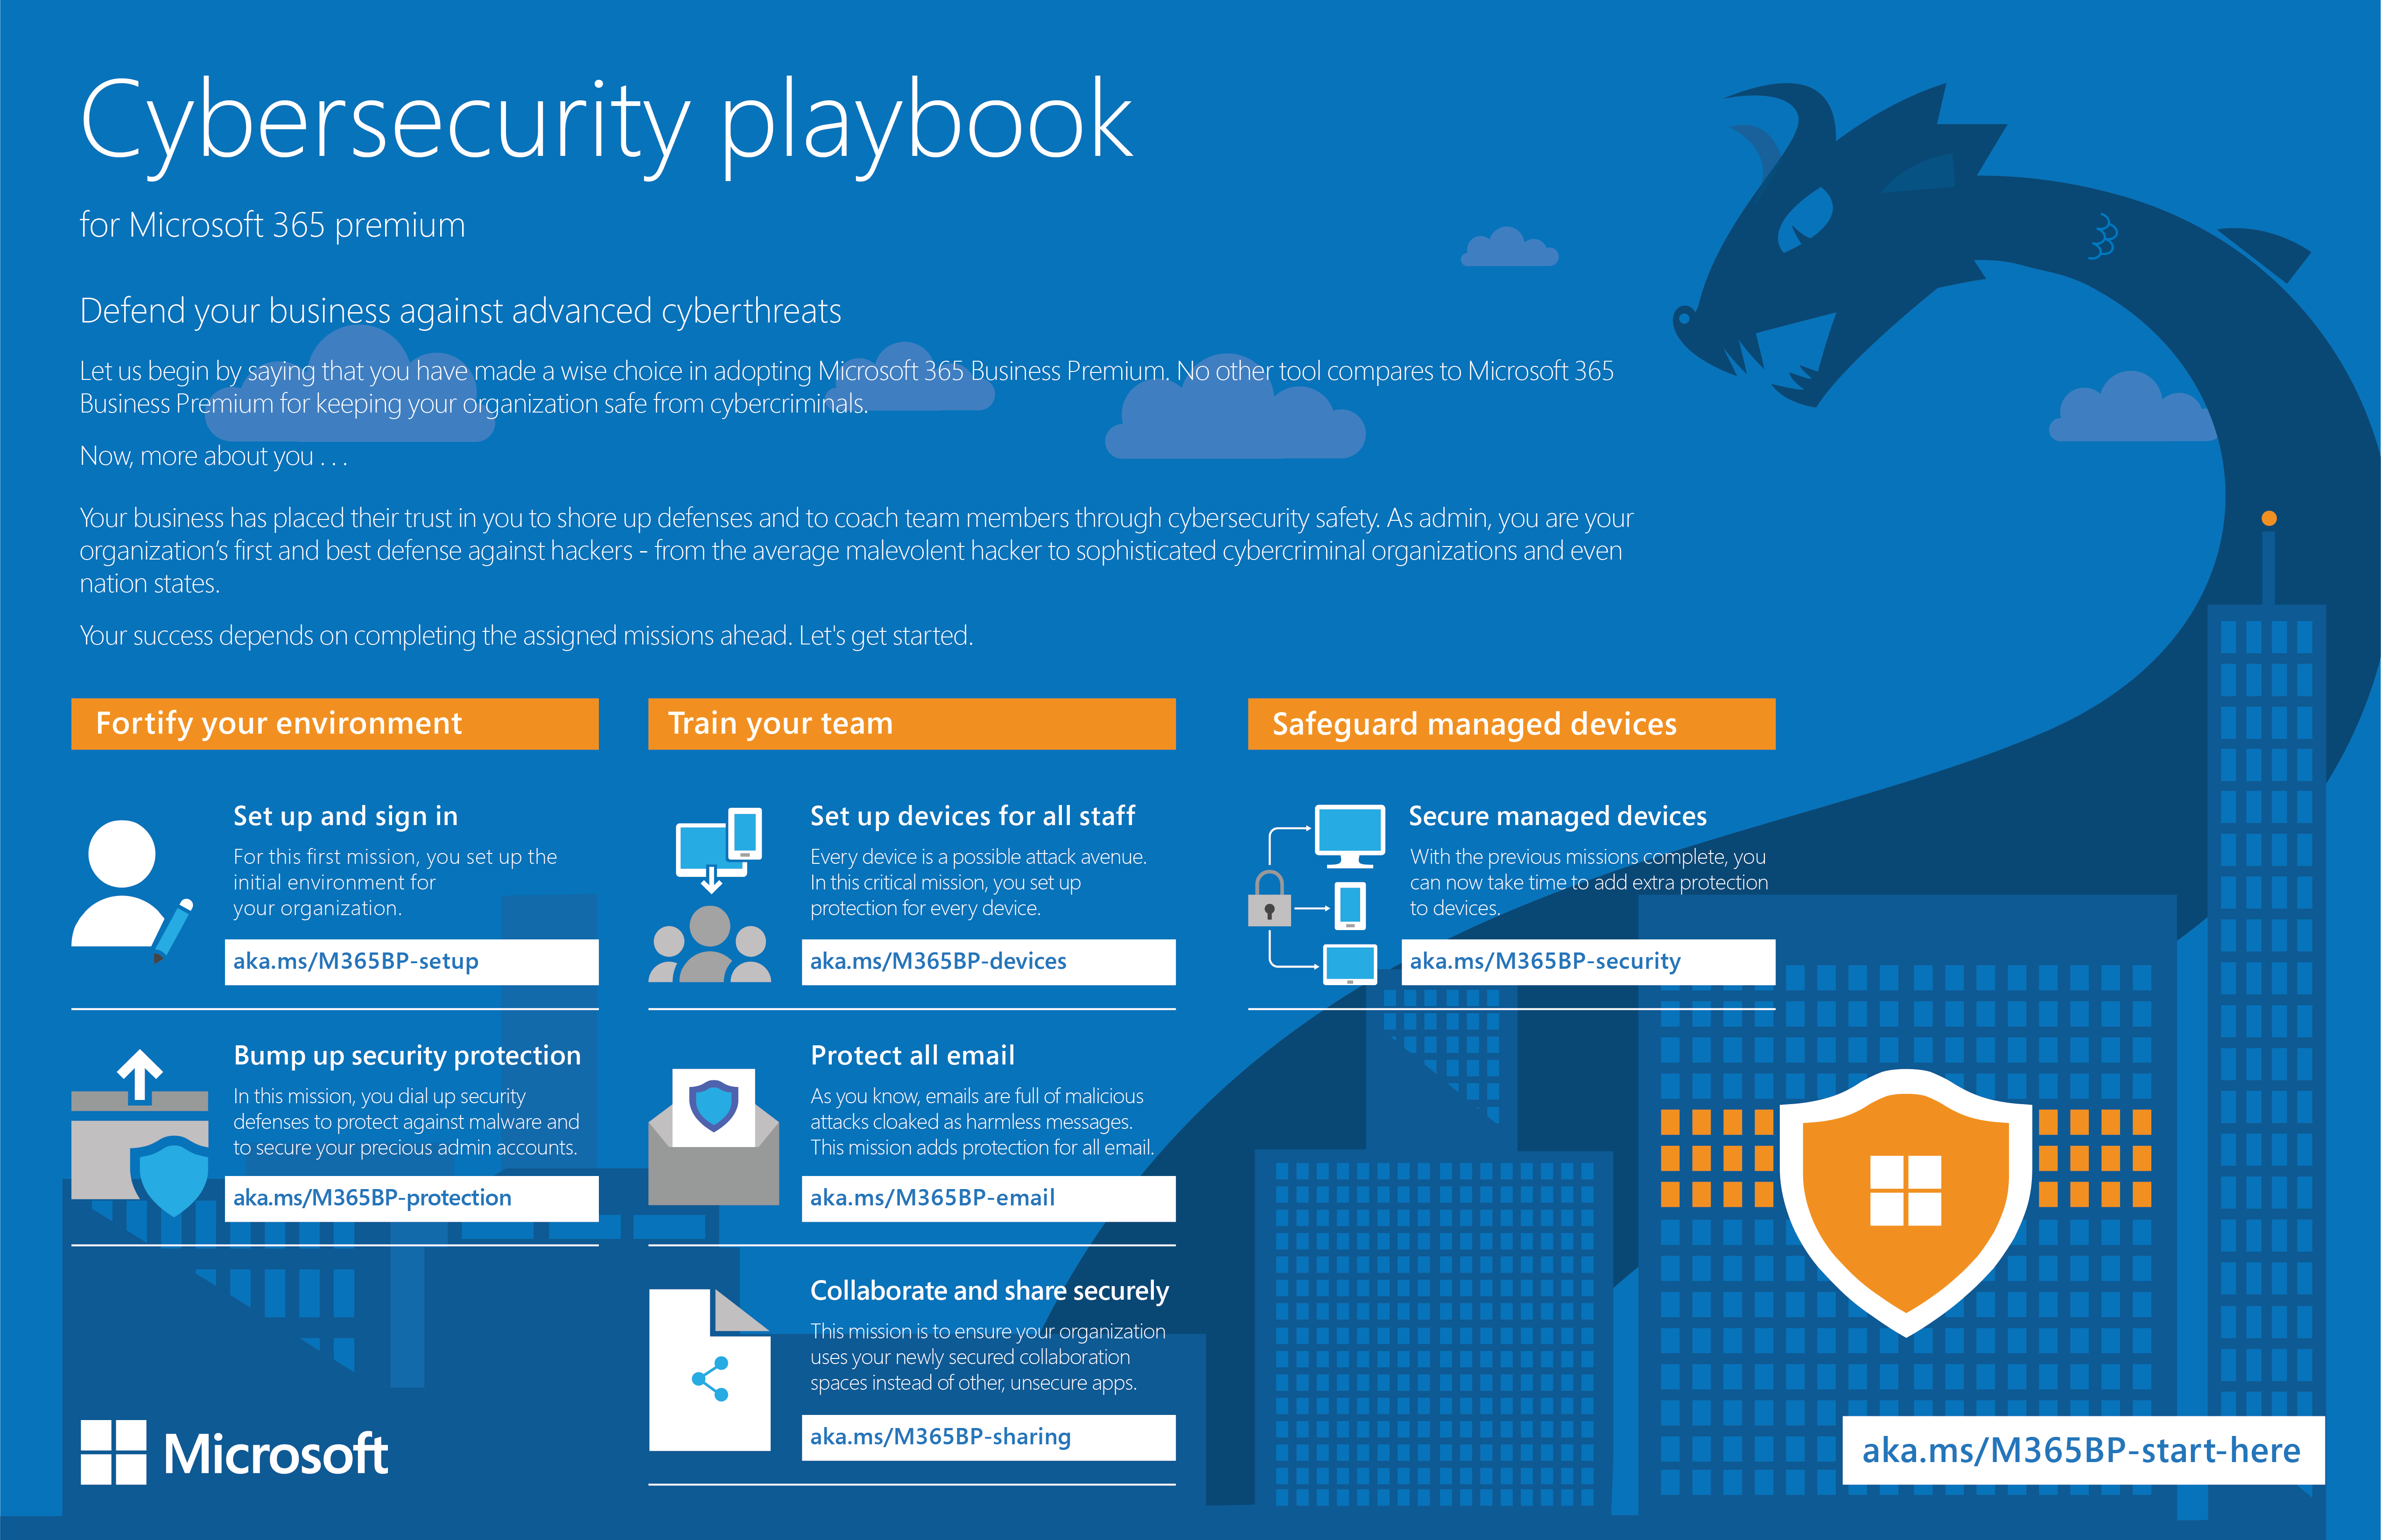 Cybersecurity playbook
for Microsoft 365 premium
Defend your business against advanced cyberthreats
Let us begin by saying that you have made a wise choice in adopting Microsoft 365 Business Premium. No other tool compares to Microsoft 365
Business Premium for keeping your organization safe from cybercriminals.
Now, more about you . . .
Your business has placed their trust in you to shore up defenses and to coach team members through cybersecurity safety. As admin, you are your
organization’s first and best defense against hackers - from the average malevolent hacker to sophisticated cybercriminal organizations and even
nation states.
Your success depends on completing the assigned missions ahead. Let's get started.
Fortify your environment
Set up and sign in
For this first mission, you set up the
initial environment for
your organization.
aka.ms/M365BP-setup
Bump up security protection
In this mission, you dial up security
defenses to protect against malware and
to secure your precious admin accounts.
aka.ms/M365BP-protection
Train your team
Set up devices for all staff
Every device is a possible attack avenue.
In this critical mission, you set up
protection for every device.
aka.ms/M365BP-devices
Protect all email
As you know, emails are full of malicious
attacks cloaked as harmless messages.
This mission adds protection for all email.
aka.ms/M365BP-email
Collaborate and share securely
This mission is to ensure your organization
uses your newly secured collaboration
spaces instead of other, unsecure apps.
aka.ms/M365BP-sharing
Safeguard managed devices
Secure managed devices
With the previous missions complete, you
can now take time to add extra protection
to devices.
aka.ms/M365BP-security
Microsoft
aka.ms/M365BP-start-here